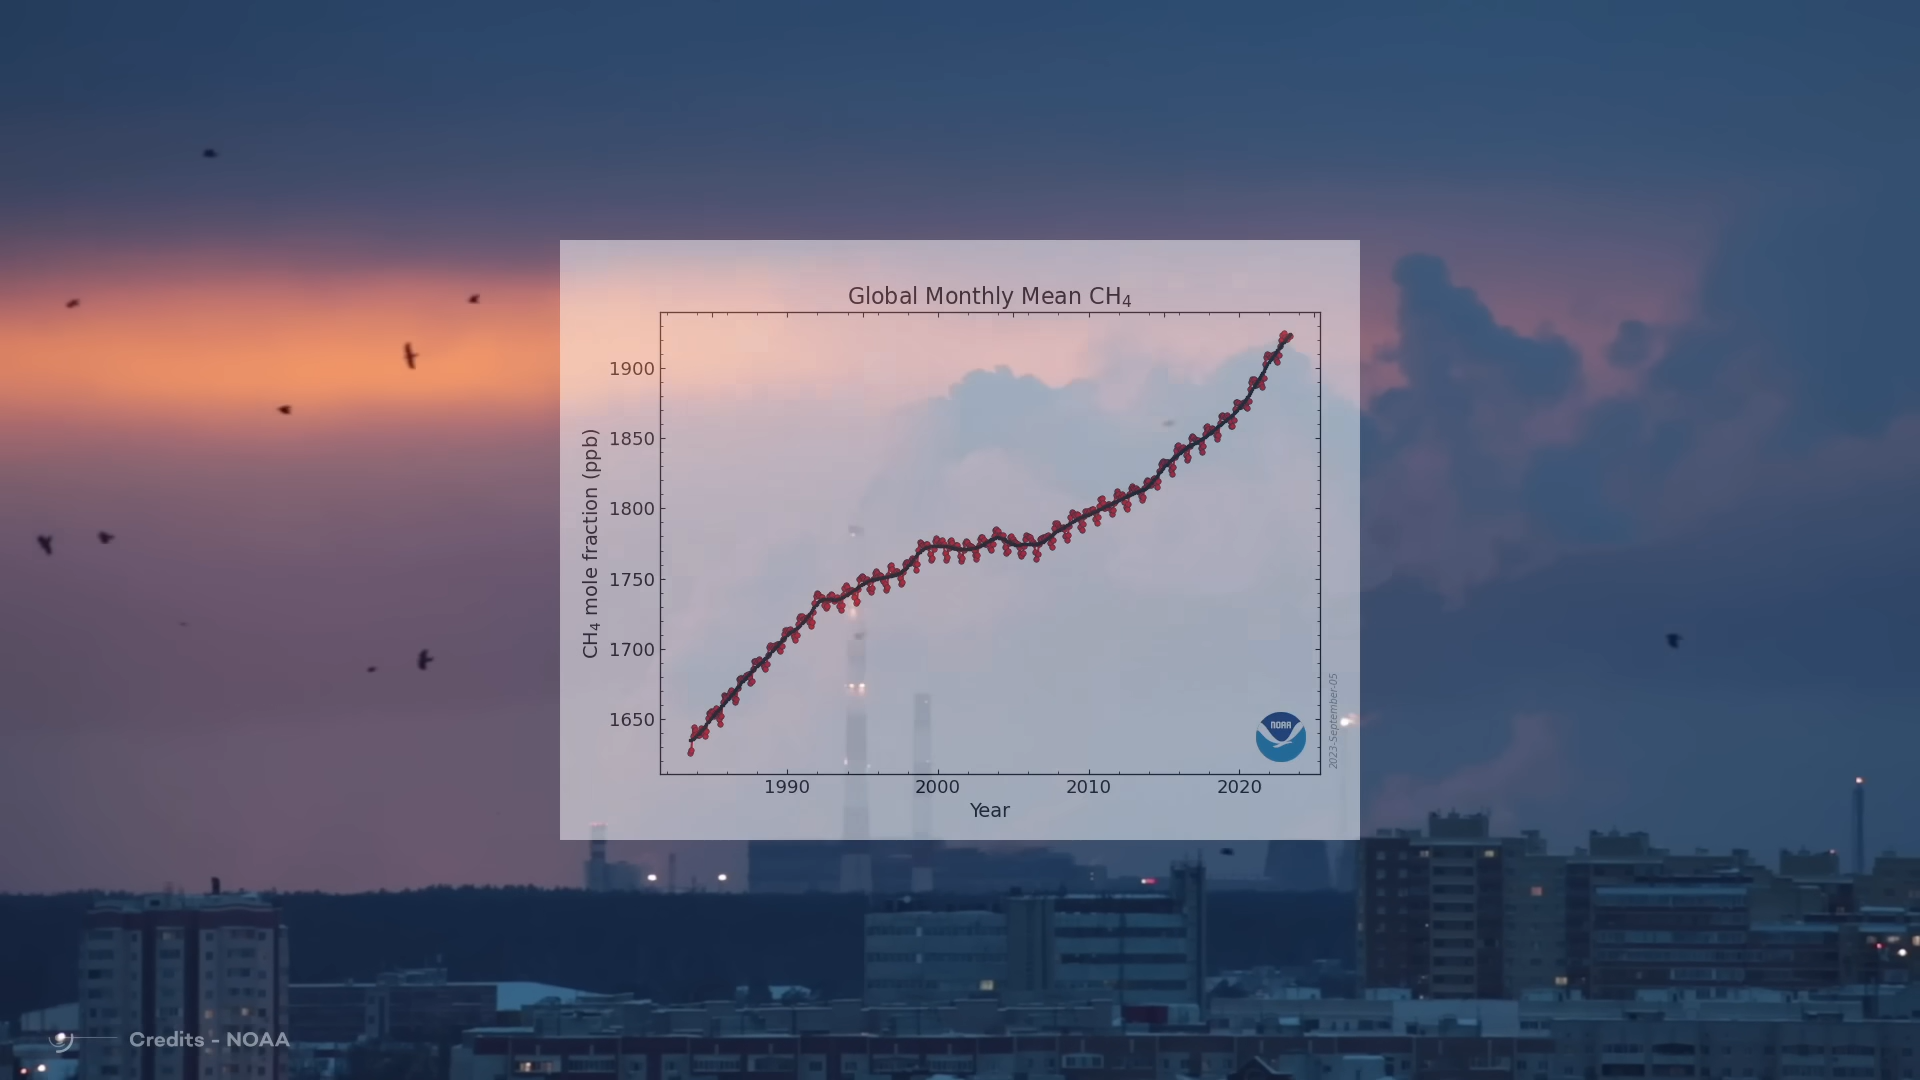 Global Monthly Mean CH₄
1900
1850
1800
1750
1700
1650
CH₄ mole fraction (ppb)
1990
2000
2010
2020
Year
NOAA
2023-September-05
Credits - NOAA